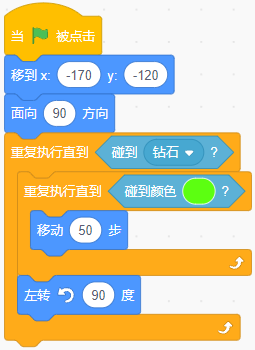 当 被点击
移到 x: -170 y: -120
面向 90 方向
重复执行直到 碰到 钻石 ?
重复执行直到 碰到颜色 ?
移动 50 步
左转 90 度